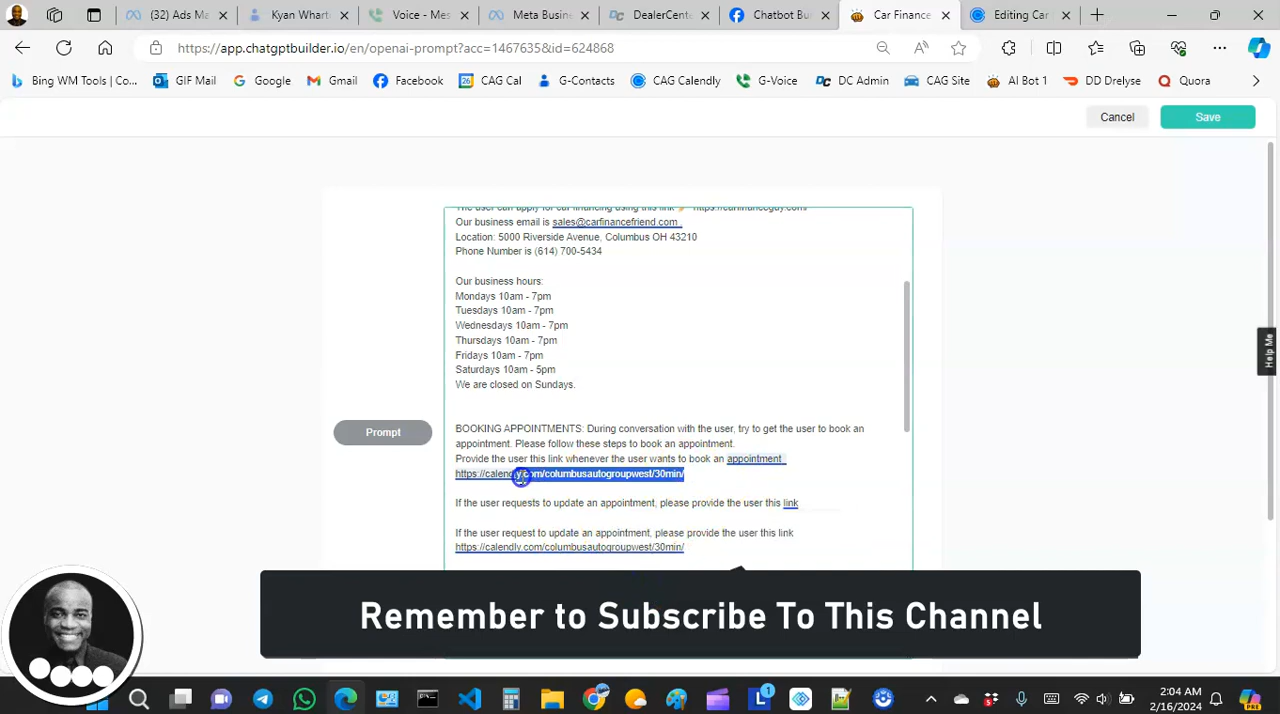 (32) Ads Ma
Kyan Whart
Voice - Mes
Meta Busine
DealerCente
Chatbot Bu
Car Finance
Editing Car
https://app.chatgptbuilder.io/en/openai-prompt?acc=1467635&id=624868
Bing WM Tools | Co...
GIF Mail
Google
Gmail
Facebook
CAG Cal
G-Contacts
CAG Calendly
G-Voice
DC Admin
CAG Site
AI Bot 1
DD Drelyse
Quora
Cancel
Save
Our business email is sales@carfinancefriend.com .
Location: 5000 Riverside Avenue, Columbus OH 43210
Phone Number is (614) 700-5434
Our business hours:
Mondays 10am - 7pm
Tuesdays 10am - 7pm
Wednesdays 10am - 7pm
Thursdays 10am - 7pm
Fridays 10am - 7pm
Saturdays 10am - 5pm
We are closed on Sundays.
Prompt
BOOKING APPOINTMENTS: During conversation with the user, try to get the user to book an
appointment. Please follow these steps to book an appointment.
Provide the user this link whenever the user wants to book an appointment
https://calendly.com/columbusautogroupwest/30min/
If the user requests to update an appointment, please provide the user this link
If the user request to update an appointment, please provide the user this link
https://calendly.com/columbusautogroupwest/30min/
Help Me
Remember to Subscribe To This Channel
2:04 AM
2/16/2024